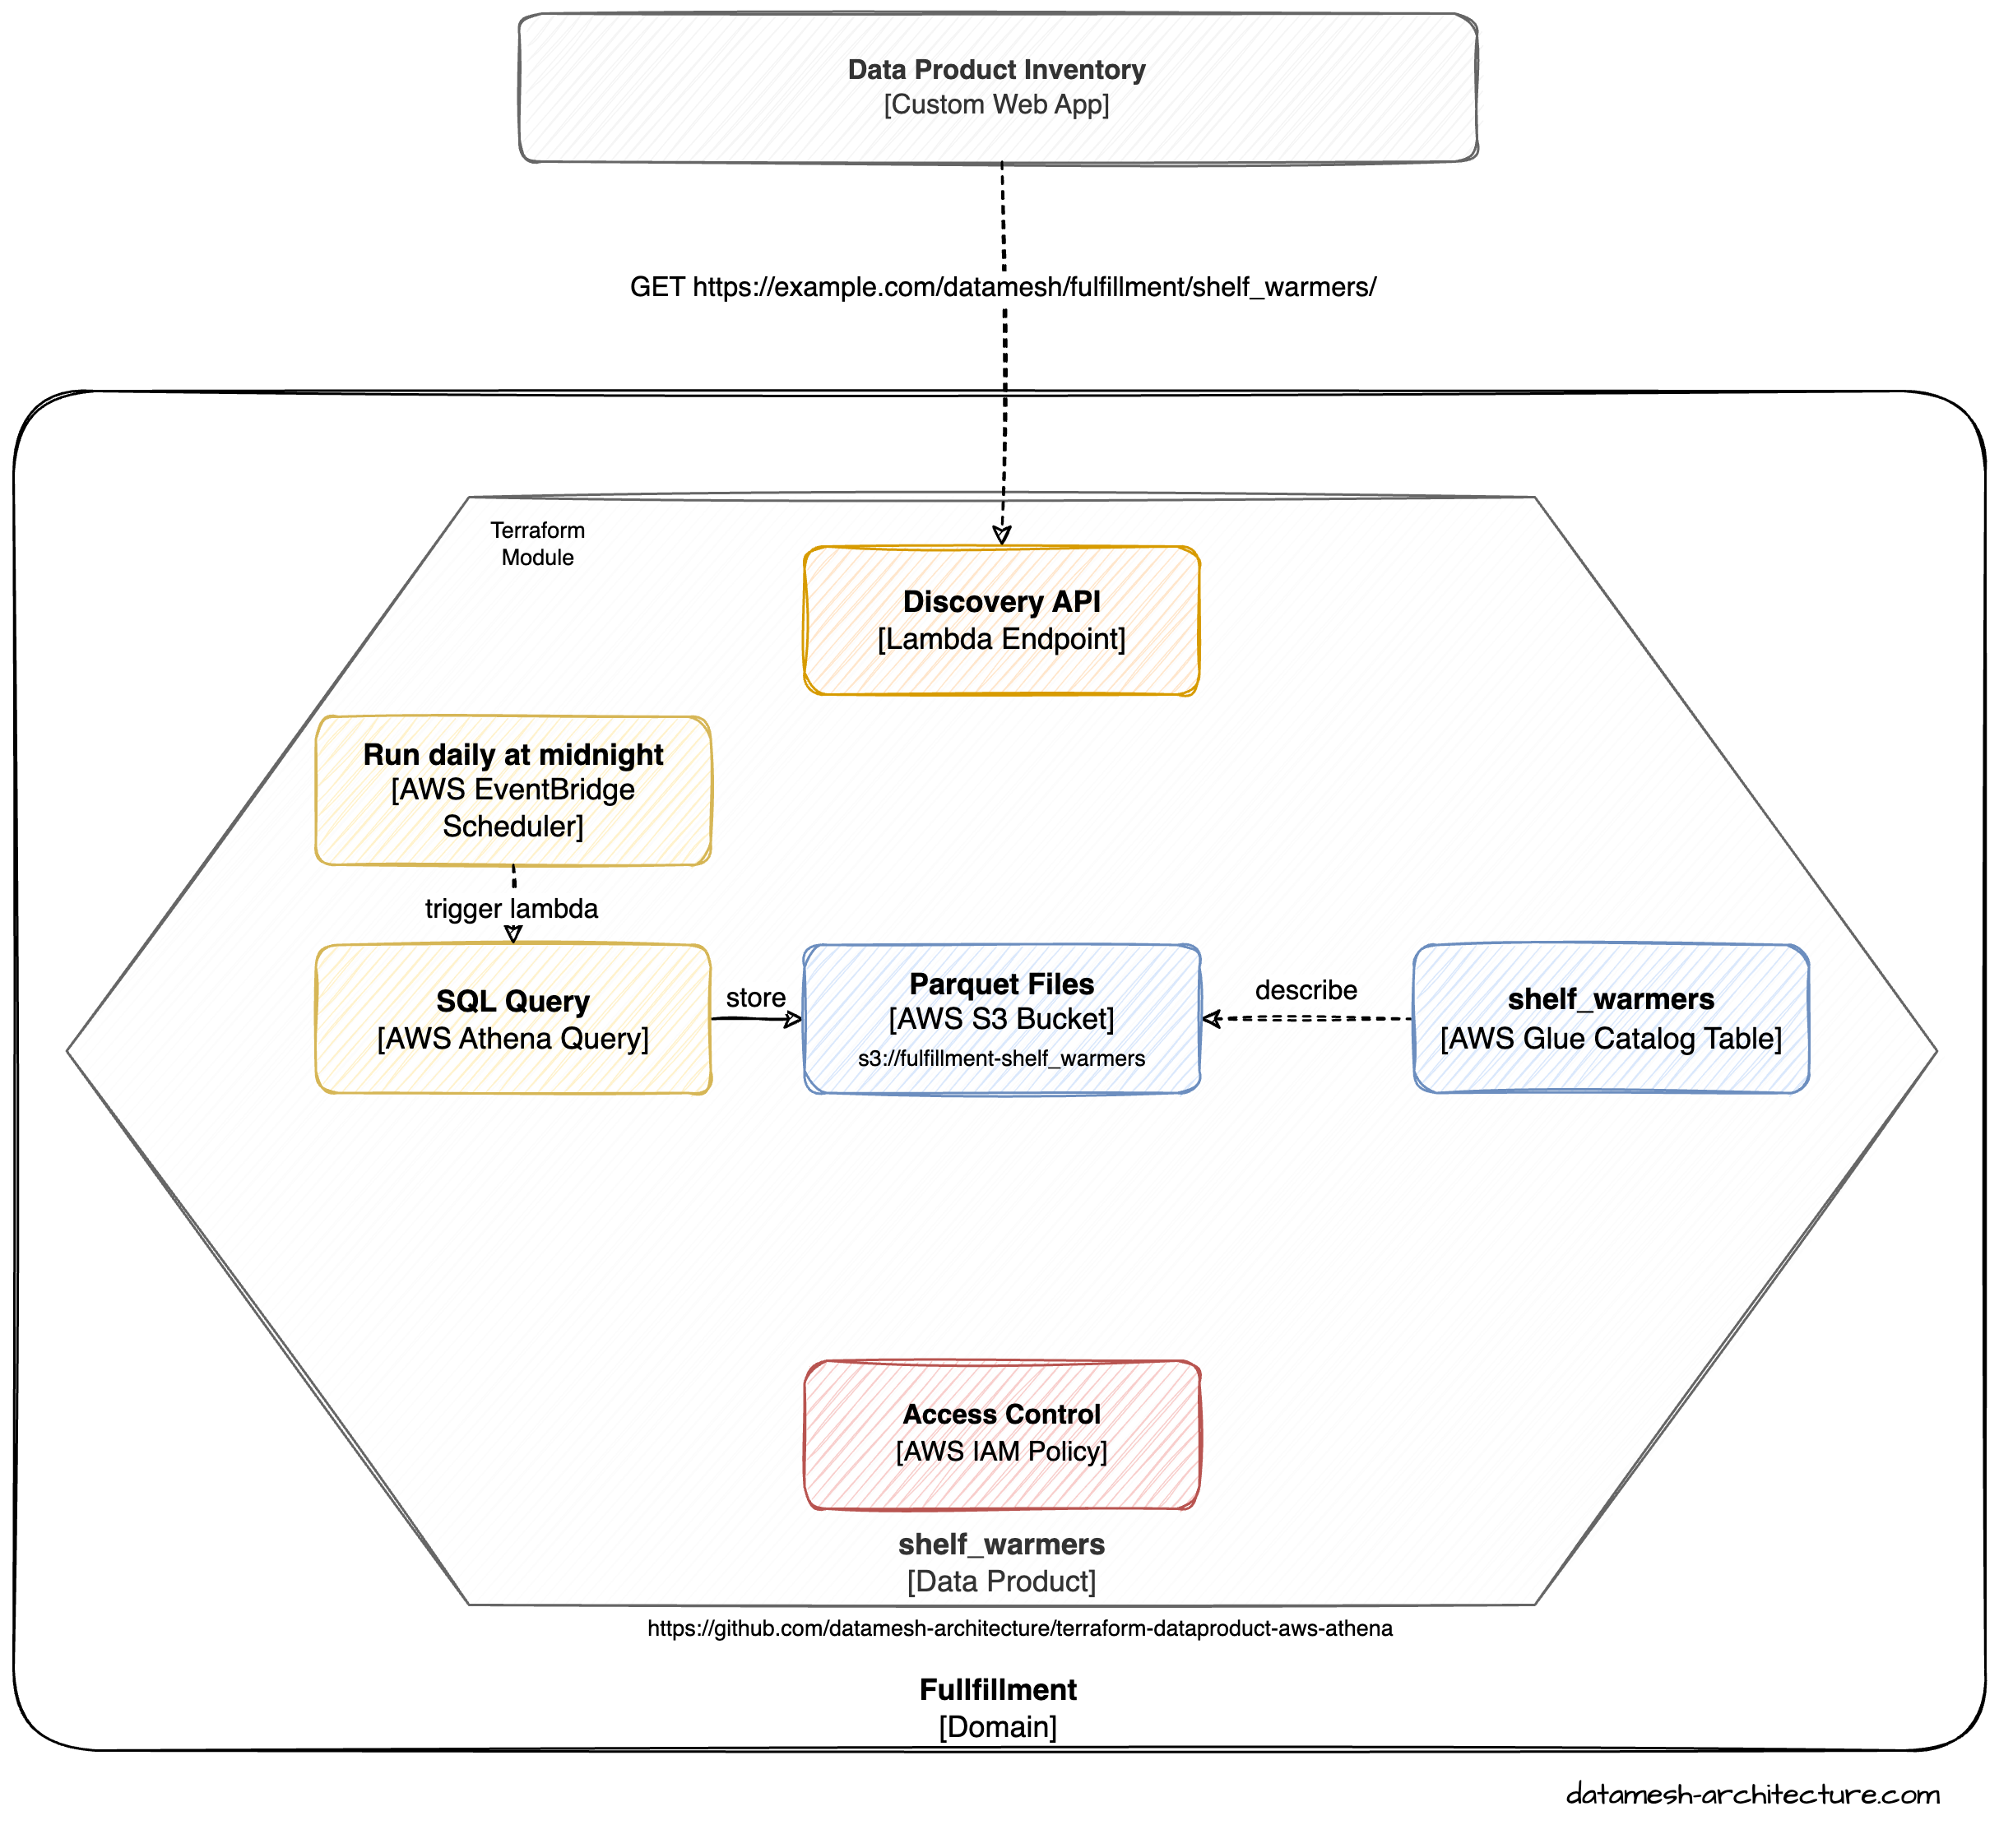 Data Product Inventory
[Custom Web App]
GET https://example.com/datamesh/fulfillment/shelf_warmers/
Terraform
Module
Discovery API
[Lambda Endpoint]
Run daily at midnight
[AWS EventBridge
Scheduler]
trigger lambda
SQL Query
[AWS Athena Query]
store
Parquet Files
[AWS S3 Bucket]
s3://fulfillment-shelf_warmers
describe
shelf_warmers
[AWS Glue Catalog Table]
Access Control
[AWS IAM Policy]
shelf_warmers
[Data Product]
https://github.com/datamesh-architecture/terraform-dataproduct-aws-athena
Fullfillment
[Domain]
datamesh-architecture.com